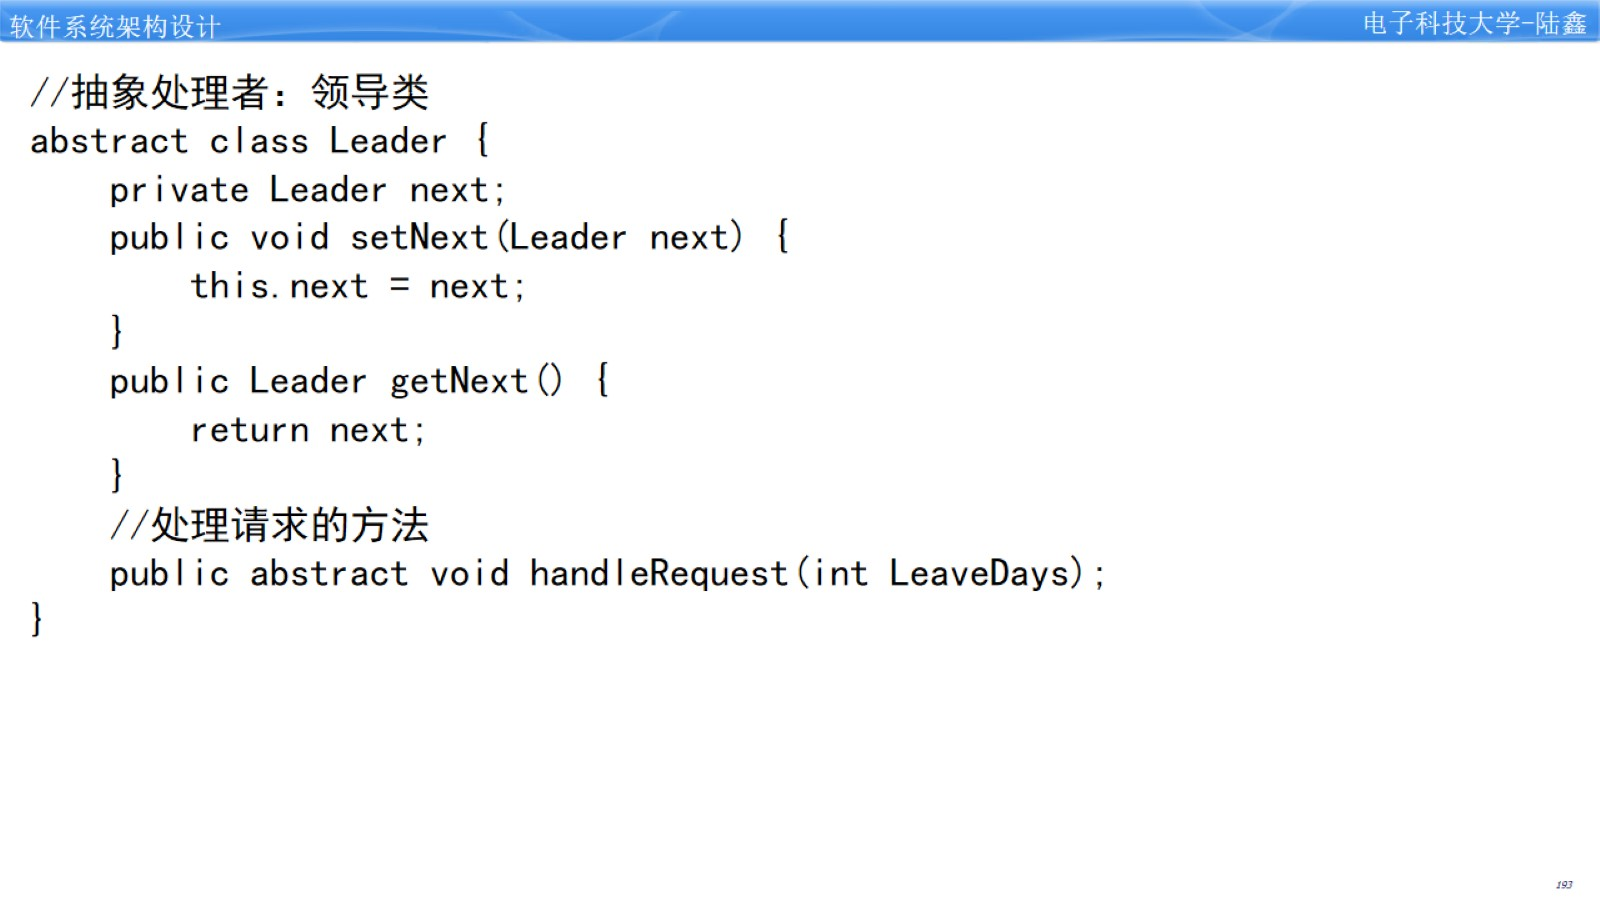 软件系统架构设计
电子科技大学-陆鑫
//抽象处理者：领导类
abstract class Leader {
    private Leader next;
    public void setNext(Leader next) {
        this.next = next;
    }
    public Leader getNext() {
        return next;
    }
    //处理请求的方法
    public abstract void handleRequest(int LeaveDays);
}
193